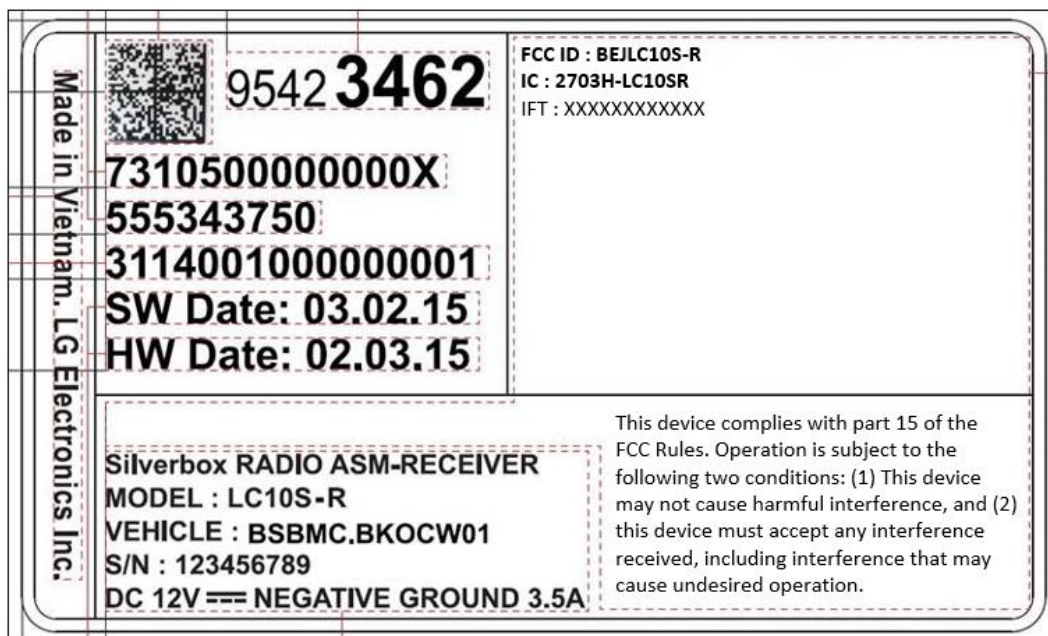 Made in Vietnam. LG Electronics Inc.
9542 3462
7310500000000X
555343750
3114001000000001
SW Date: 03.02.15
HW Date: 02.03.15
FCC ID : BEJLC10S-R
IC : 2703H-LC10SR
IFT : XXXXXXXXXXXX
Silverbox RADIO ASM-RECEIVER
MODEL : LC10S-R
VEHICLE : BSBMC.BKOCW01
S/N : 123456789
DC 12V ⎓ NEGATIVE GROUND 3.5A
This device complies with part 15 of the
FCC Rules. Operation is subject to the
following two conditions: (1) This device
may not cause harmful interference, and (2)
this device must accept any interference
received, including interference that may
cause undesired operation.